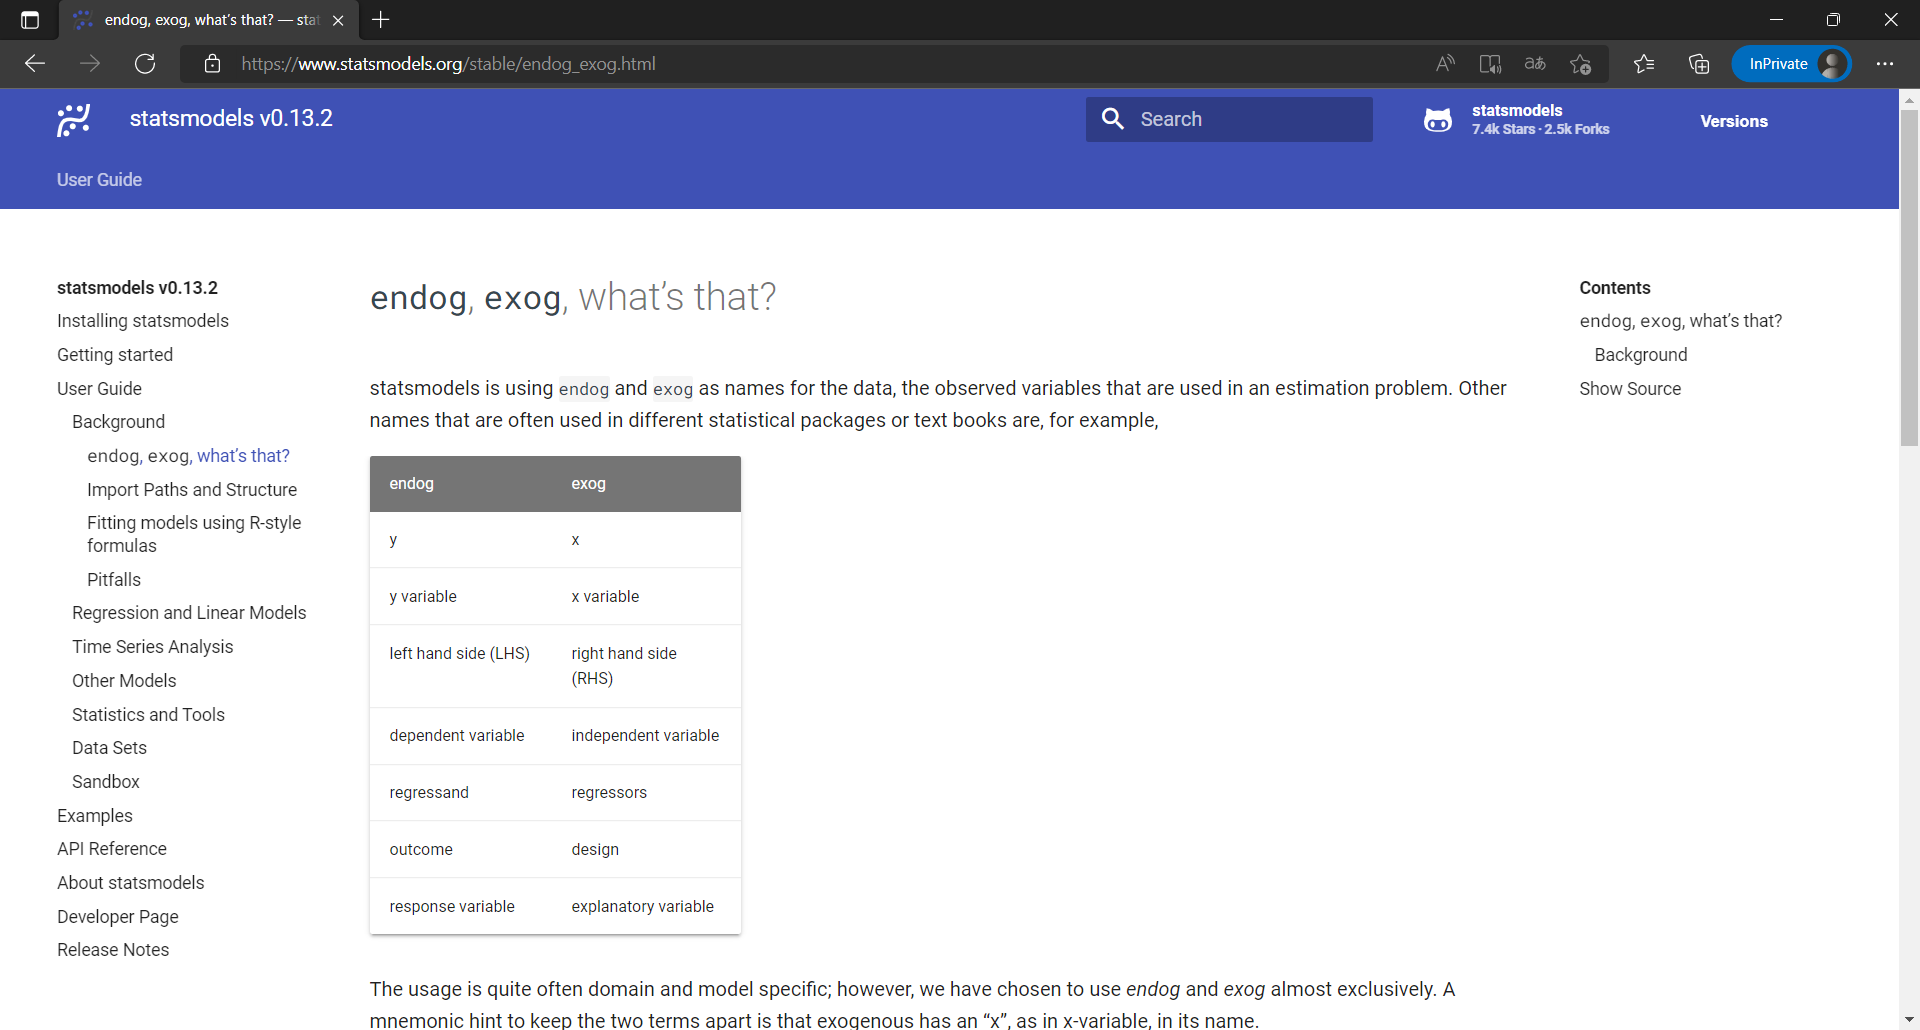 endog, exog, what's that? — stat
https://www.statsmodels.org/stable/endog_exog.html
InPrivate
statsmodels v0.13.2
Search
statsmodels
7.4k Stars · 2.5k Forks
Versions
User Guide
statsmodels v0.13.2
Installing statsmodels
Getting started
User Guide
Background
endog, exog, what's that?
Import Paths and Structure
Fitting models using R-style
formulas
Pitfalls
Regression and Linear Models
Time Series Analysis
Other Models
Statistics and Tools
Data Sets
Sandbox
Examples
API Reference
About statsmodels
Developer Page
Release Notes
endog, exog, what's that?
statsmodels is using endog and exog as names for the data, the observed variables that are used in an estimation problem. Other
names that are often used in different statistical packages or text books are, for example,
endog exog
y x
y variable x variable
left hand side (LHS) right hand side
(RHS)
dependent variable independent variable
regressand regressors
outcome design
response variable explanatory variable
The usage is quite often domain and model specific; however, we have chosen to use endog and exog almost exclusively. A
mnemonic hint to keep the two terms apart is that exogenous has an “x”, as in x-variable, in its name.
Contents
endog, exog, what's that?
Background
Show Source